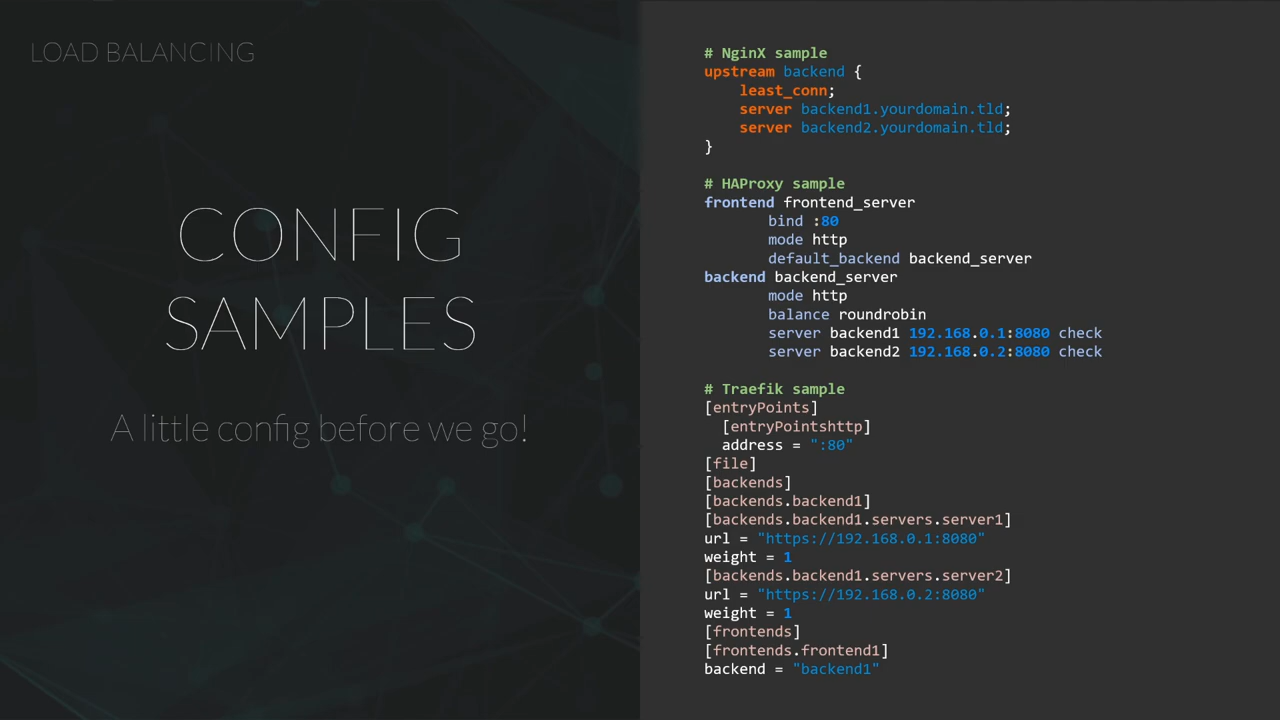 LOAD BALANCING
CONFIG
SAMPLES
A little config before we go!
# NginX sample
upstream backend {
    least_conn;
    server backend1.yourdomain.tld;
    server backend2.yourdomain.tld;
}
# HAProxy sample
frontend frontend_server
        bind :80
        mode http
        default_backend backend_server
backend backend_server
        mode http
        balance roundrobin
        server backend1 192.168.0.1:8080 check
        server backend2 192.168.0.2:8080 check
# Traefik sample
[entryPoints]
  [entryPointshttp]
  address = ":80"
[file]
[backends]
[backends.backend1]
[backends.backend1.servers.server1]
url = "https://192.168.0.1:8080"
weight = 1
[backends.backend1.servers.server2]
url = "https://192.168.0.2:8080"
weight = 1
[frontends]
[frontends.frontend1]
backend = "backend1"